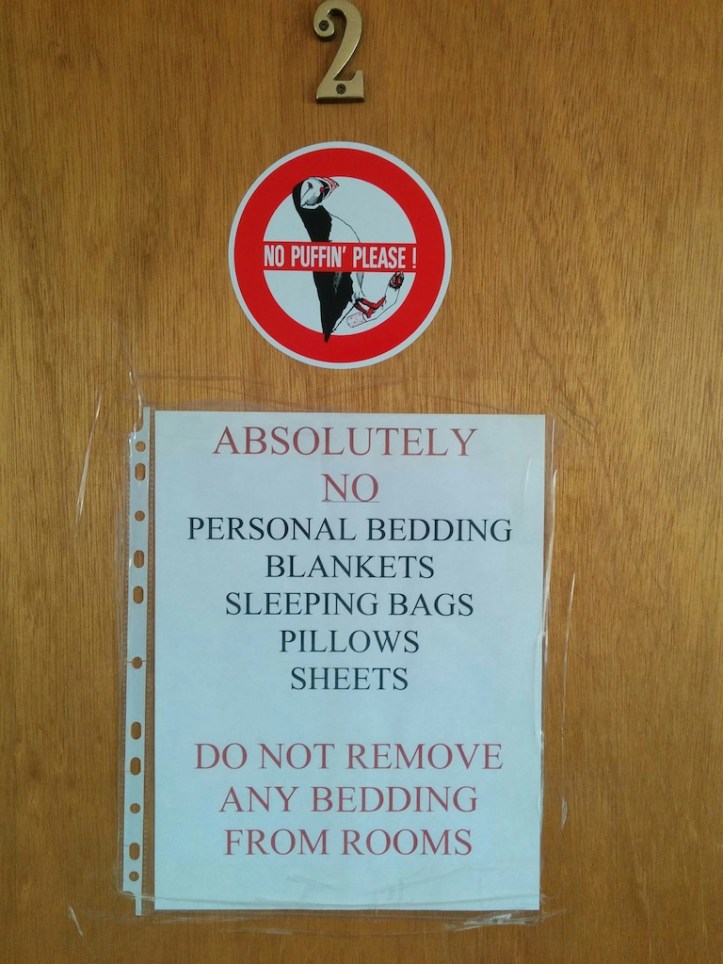 2
NO PUFFIN' PLEASE !
ABSOLUTELY
NO
PERSONAL BEDDING
BLANKETS
SLEEPING BAGS
PILLOWS
SHEETS
DO NOT REMOVE
ANY BEDDING
FROM ROOMS